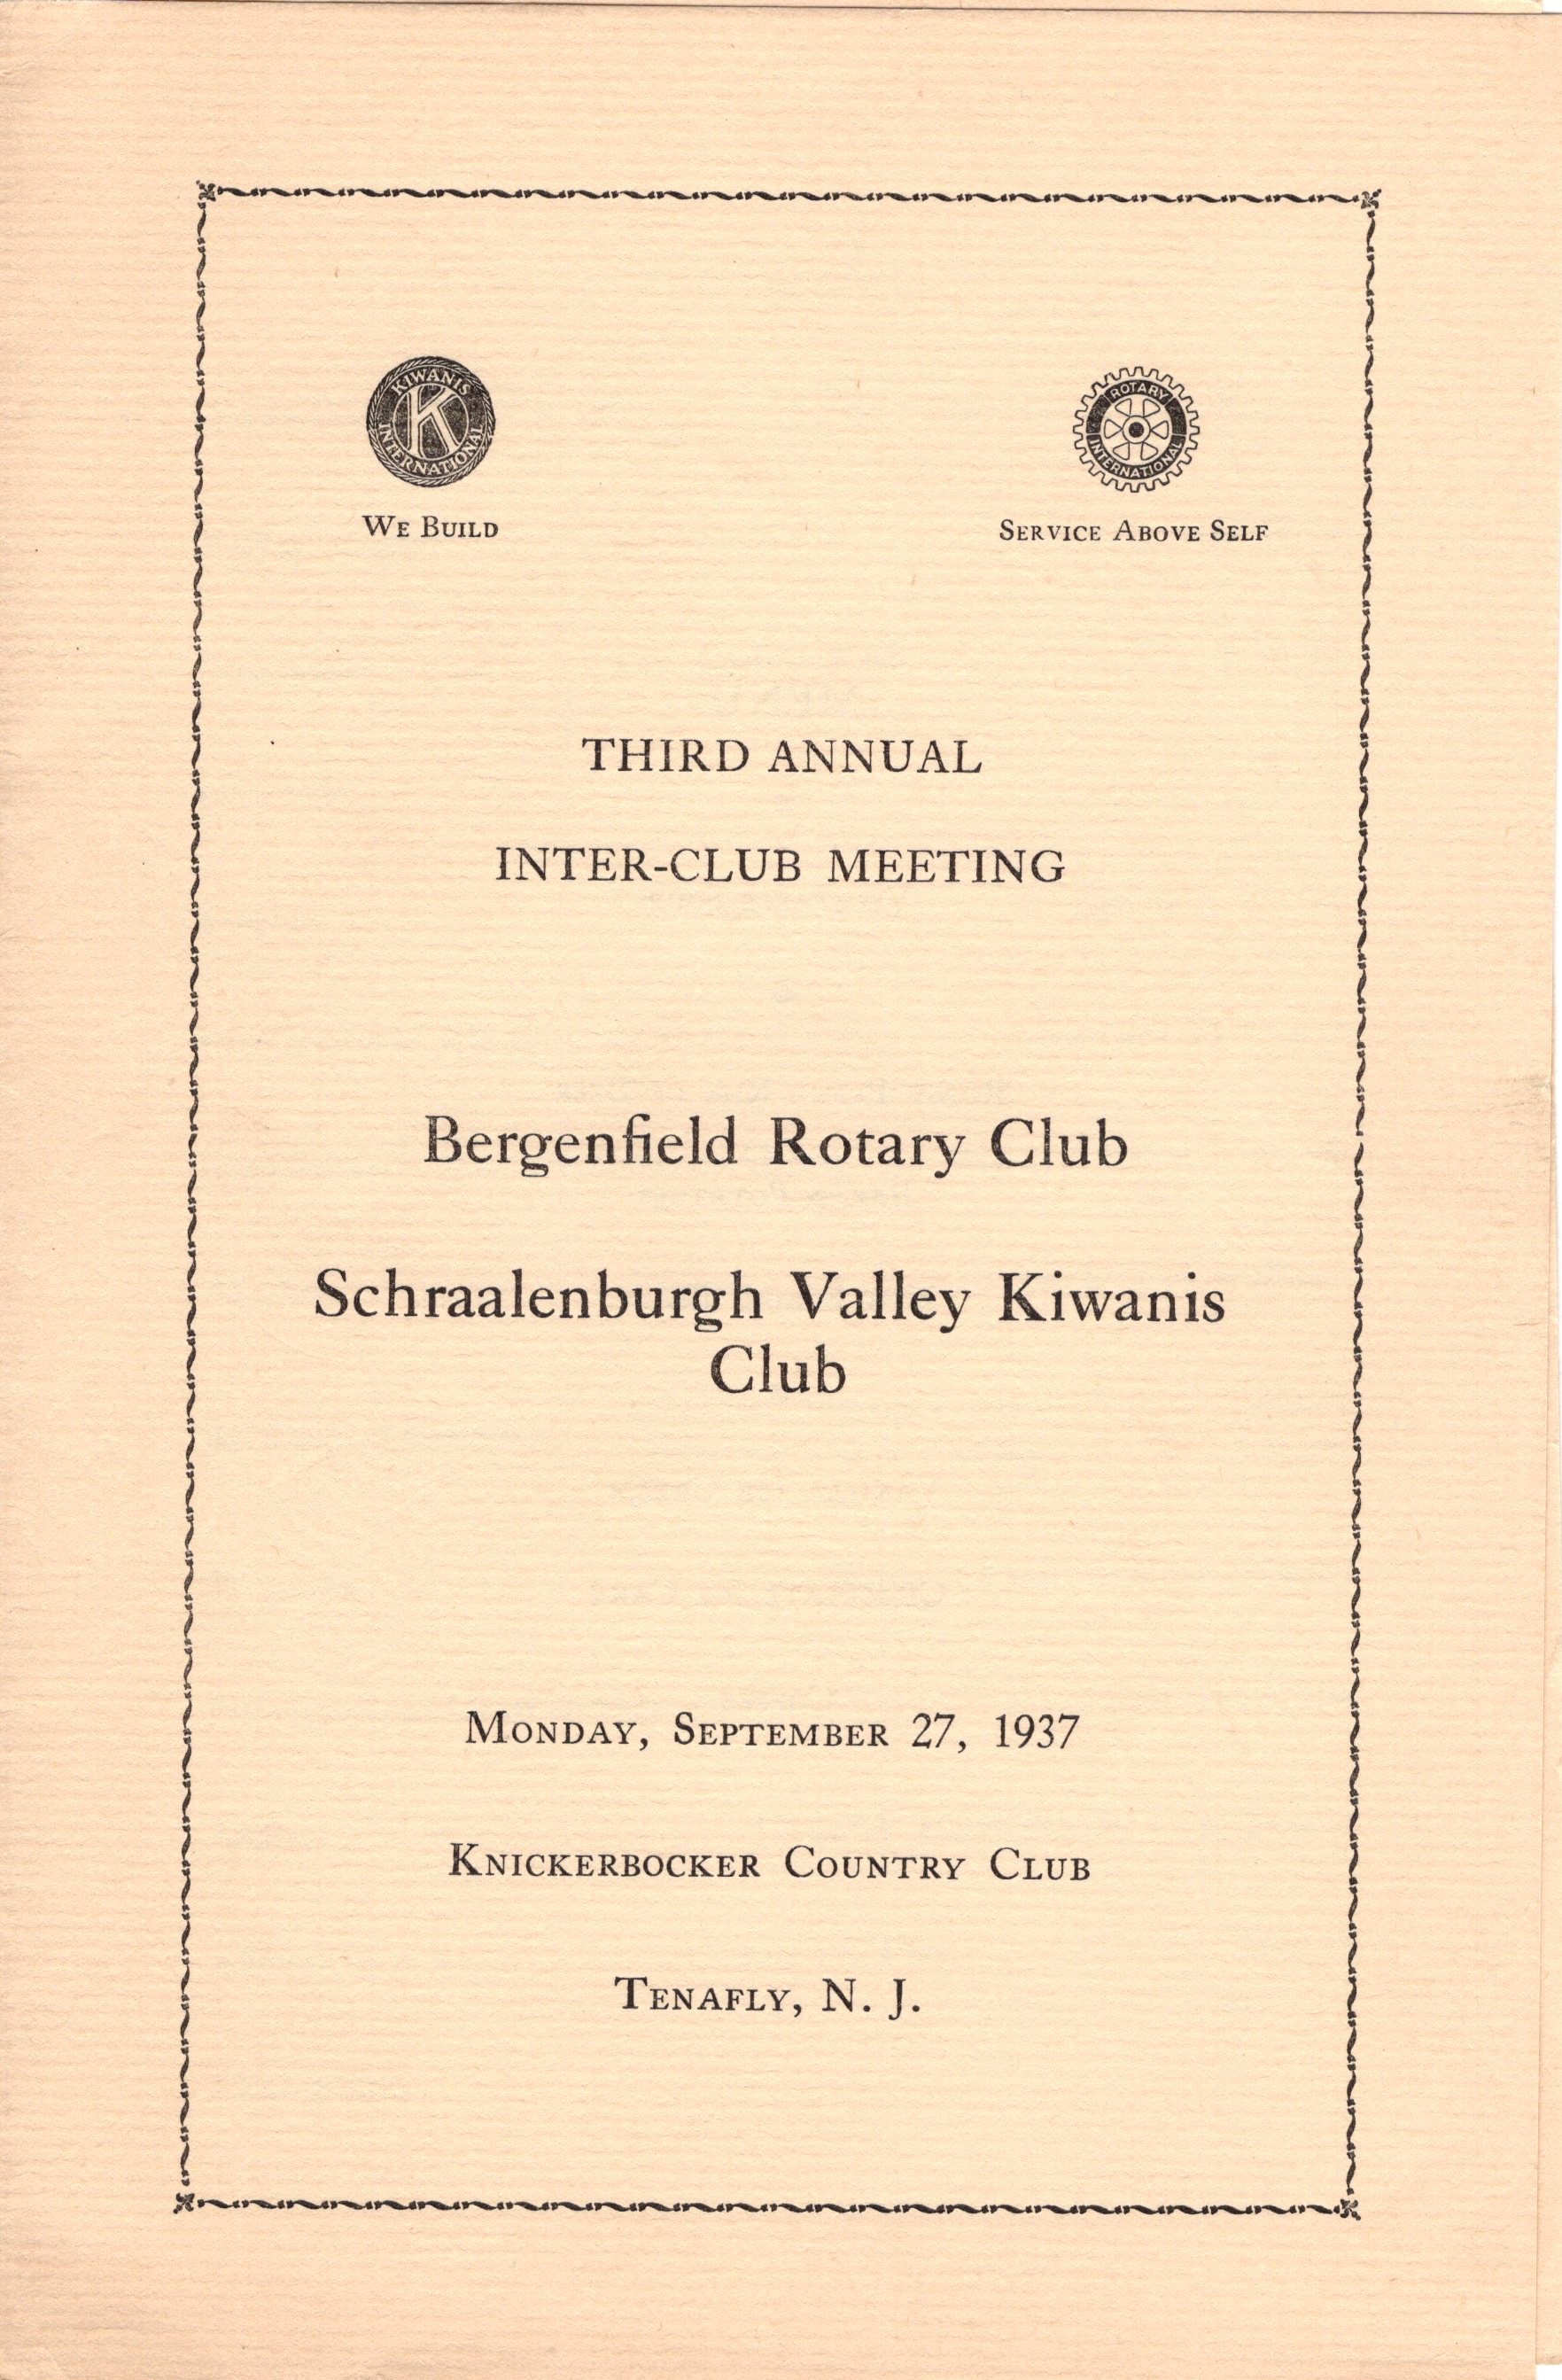 KIWANIS
K
INTERNATIONAL
ROTARY
INTERNATIONAL
WE BUILD
SERVICE ABOVE SELF
THIRD ANNUAL
INTER-CLUB MEETING
Bergenfield Rotary Club
Schraalenburgh Valley Kiwanis
Club
MONDAY, SEPTEMBER 27, 1937
KNICKERBOCKER COUNTRY CLUB
TENAFLY, N. J.